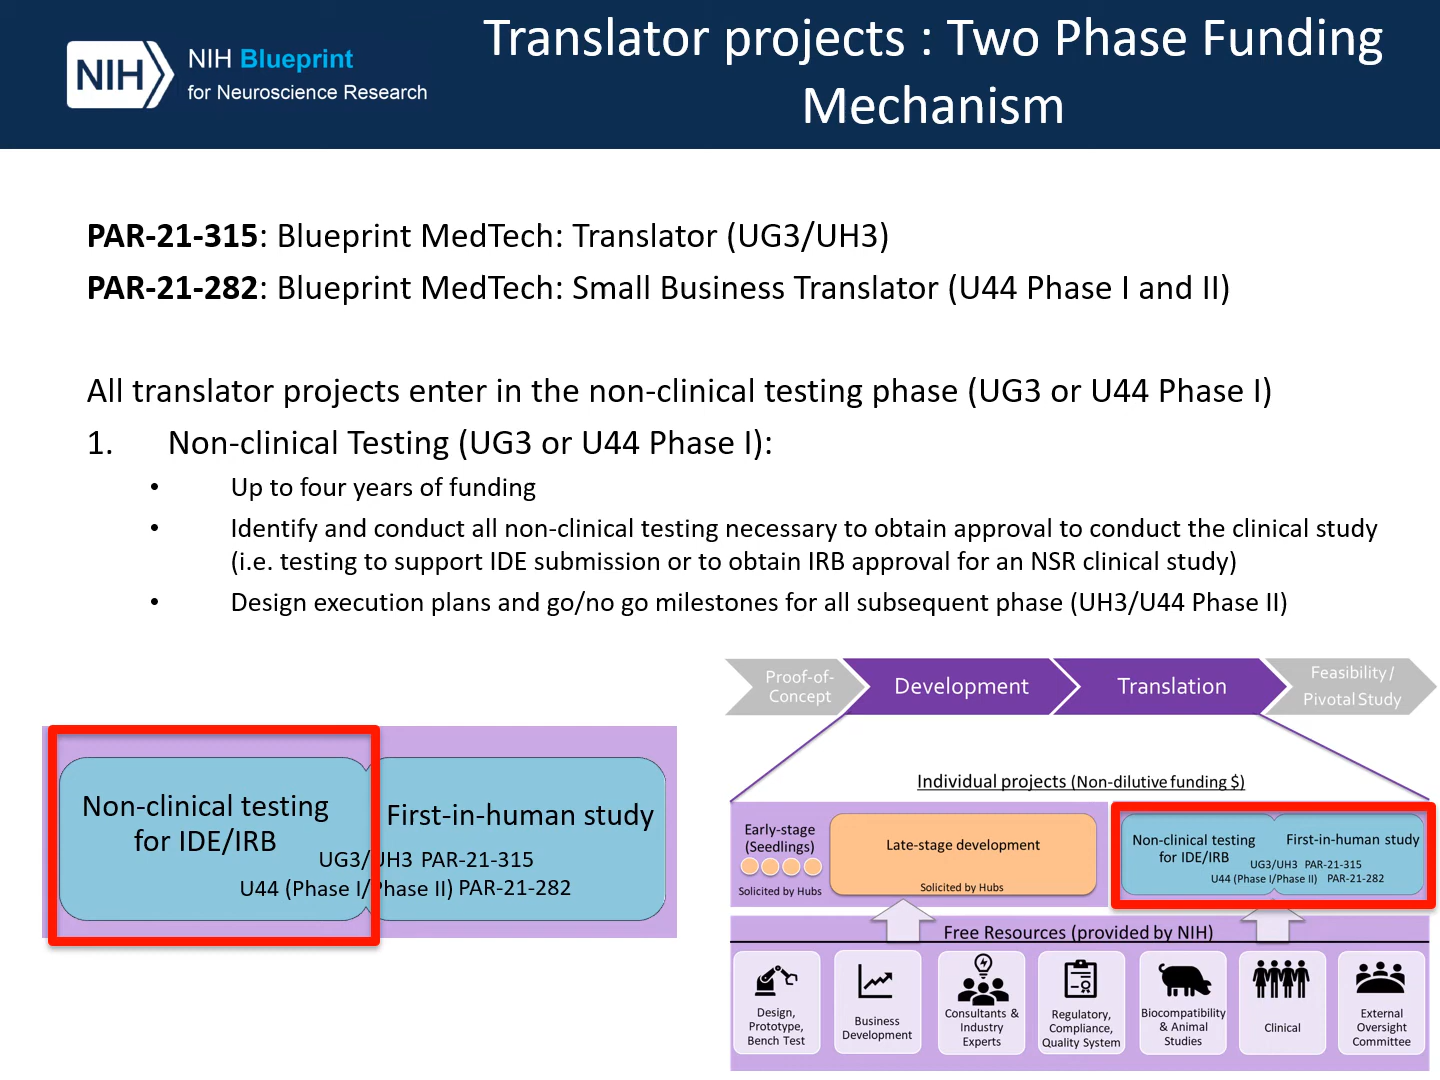 NIH
NIH Blueprint
for Neuroscience Research
Translator projects : Two Phase Funding
Mechanism
PAR-21-315: Blueprint MedTech: Translator (UG3/UH3)
PAR-21-282: Blueprint MedTech: Small Business Translator (U44 Phase I and II)
All translator projects enter in the non-clinical testing phase (UG3 or U44 Phase I)
1. Non-clinical Testing (UG3 or U44 Phase I):
• Up to four years of funding
• Identify and conduct all non-clinical testing necessary to obtain approval to conduct the clinical study
(i.e. testing to support IDE submission or to obtain IRB approval for an NSR clinical study)
• Design execution plans and go/no go milestones for all subsequent phase (UH3/U44 Phase II)
Non-clinical testing
for IDE/IRB
First-in-human study
UG3/UH3 PAR-21-315
U44 (Phase I/Phase II) PAR-21-282
Proof-of-
Concept
Development
Translation
Feasibility /
Pivotal Study
Individual projects (Non-dilutive funding $)
Early-stage
(Seedlings)
Solicited by Hubs
Late-stage development
Solicited by Hubs
Non-clinical testing
for IDE/IRB
First-in-human study
UG3/UH3 PAR-21-315
U44 (Phase I/Phase II) PAR-21-282
Free Resources (provided by NIH)
Design,
Prototype,
Bench Test
Business
Development
Consultants &
Industry
Experts
Regulatory,
Compliance,
Quality System
Biocompatibility
& Animal
Studies
Clinical
External
Oversight
Committee